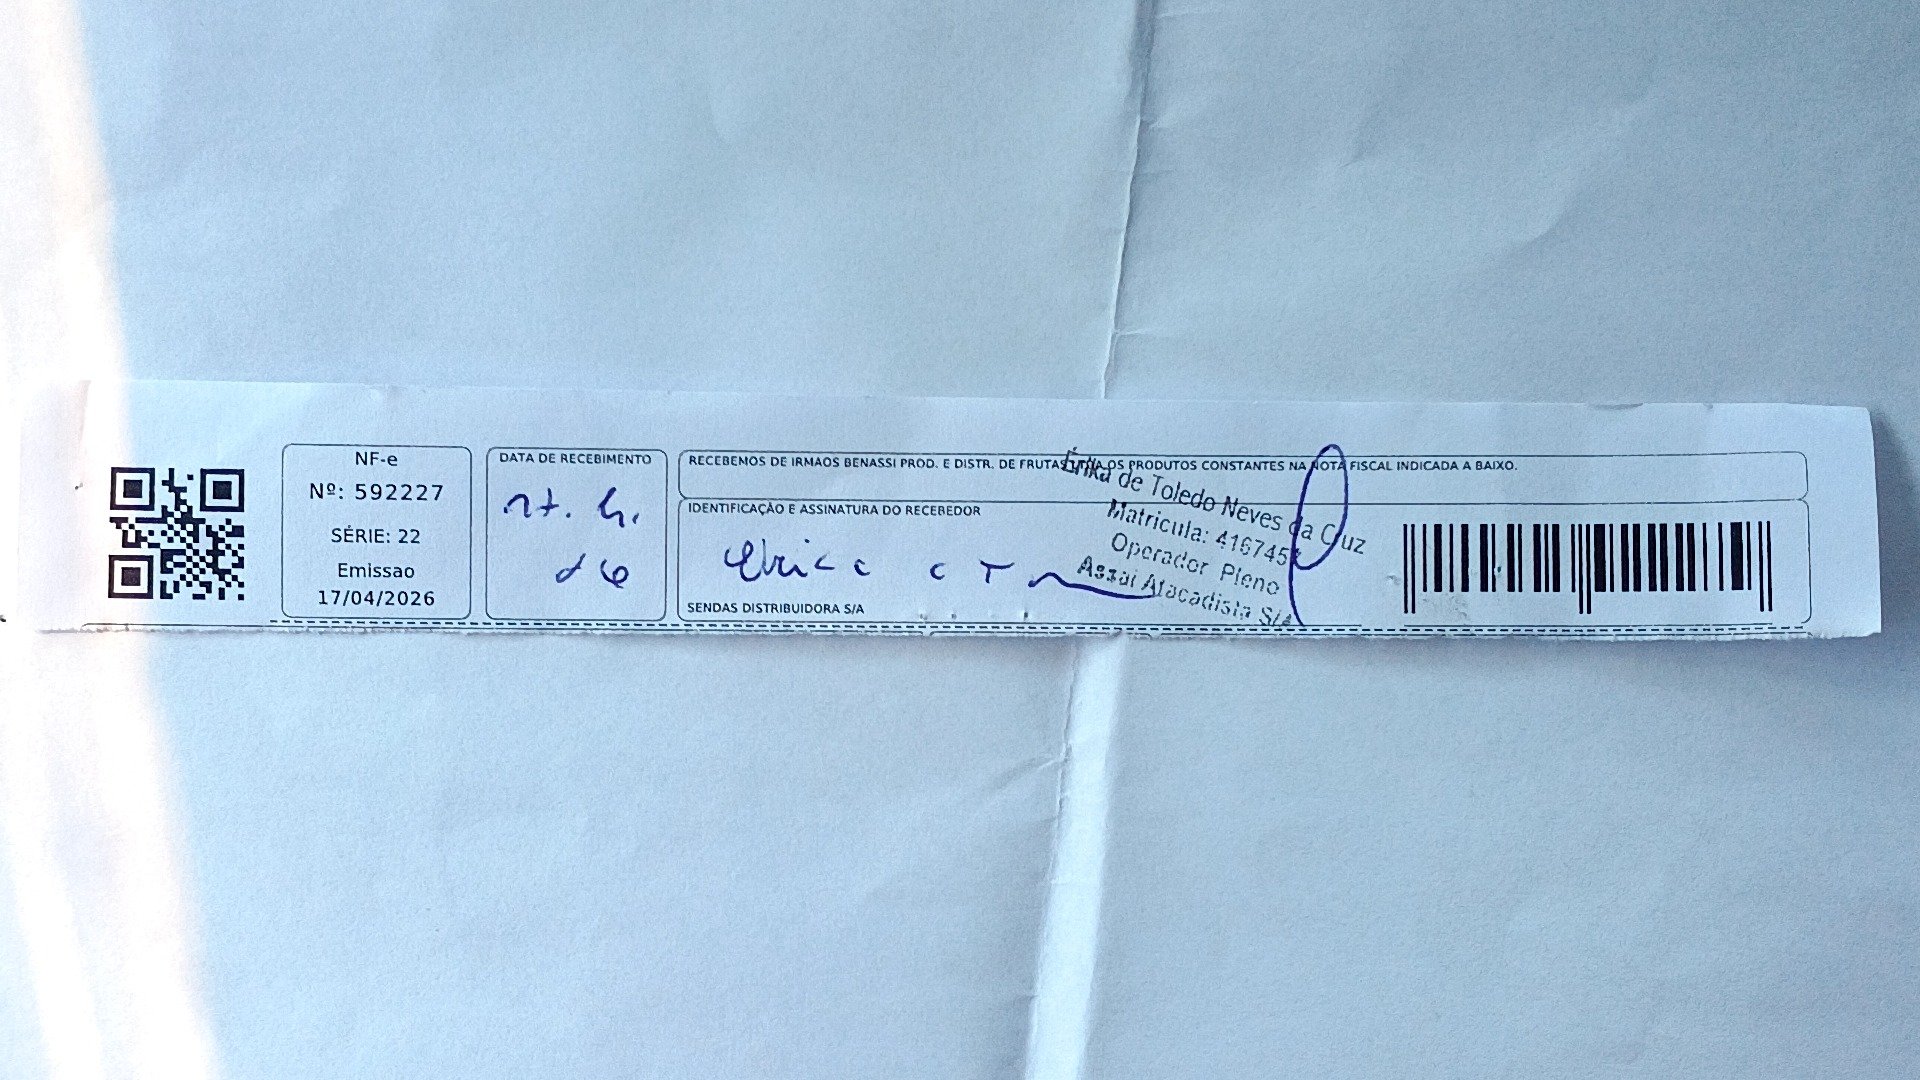 NF-e
Nº: 592227
SÉRIE: 22
Emissao
17/04/2026
DATA DE RECEBIMENTO
RECEBEMOS DE IRMAOS BENASSI PROD. E DISTR. DE FRUTAS OS PRODUTOS CONSTANTES NA NOTA FISCAL INDICADA A BAIXO.
IDENTIFICAÇÃO E ASSINATURA DO RECEBEDOR
SENDAS DISTRIBUIDORA S/A
de Toledo Neves da Cruz
Matricula: 416745
Operador Pleno
Assaí Atacadista S/A